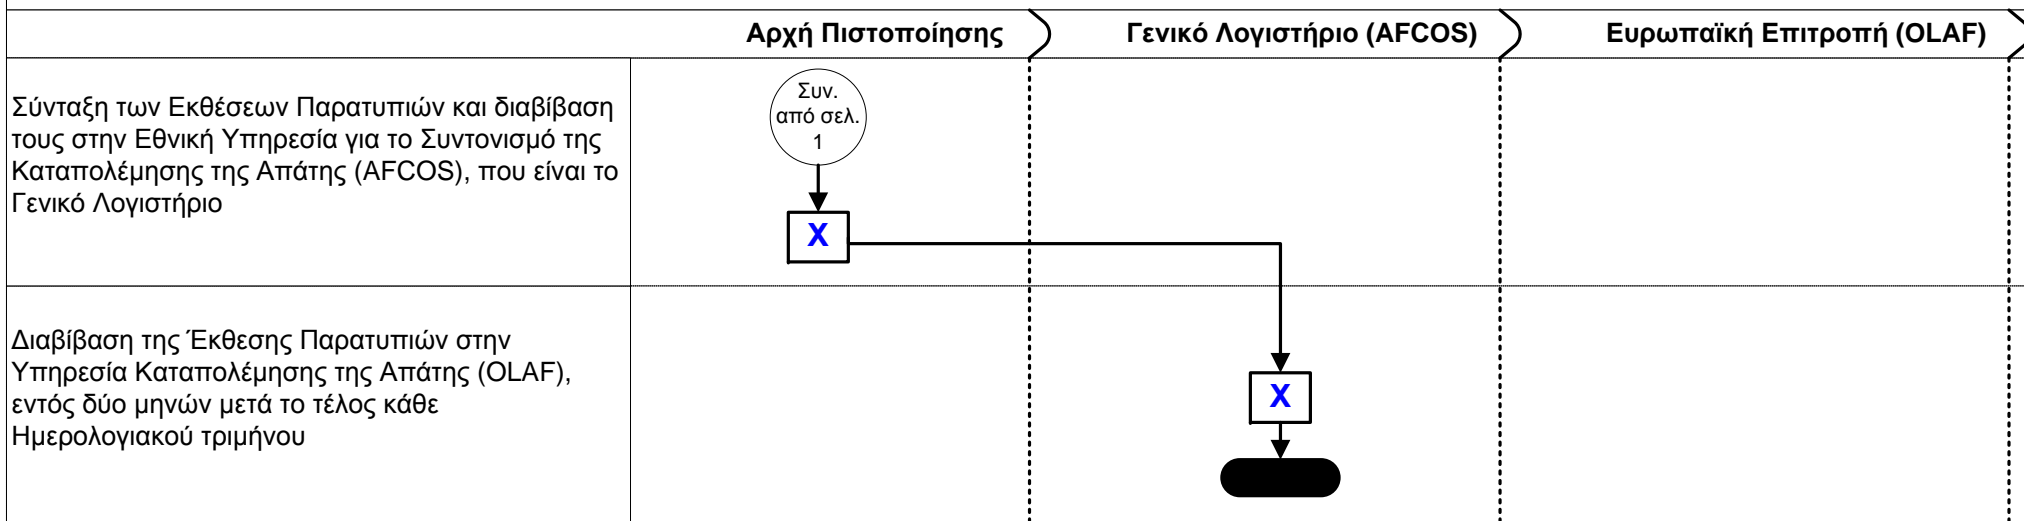 Αρχή Πιστοποίησης
Γενικό Λογιστήριο (AFCOS)
Ευρωπαϊκή Επιτροπή (OLAF)
Σύνταξη των Εκθέσεων Παρατυπιών και διαβίβαση
τους στην Εθνική Υπηρεσία για το Συντονισμό της
Καταπολέμησης της Απάτης (AFCOS), που είναι το
Γενικό Λογιστήριο
Συν.
από σελ.
1
X
Διαβίβαση της Έκθεσης Παρατυπιών στην
Υπηρεσία Καταπολέμησης της Απάτης (OLAF),
εντός δύο μηνών μετά το τέλος κάθε
Ημερολογιακού τριμήνου
X